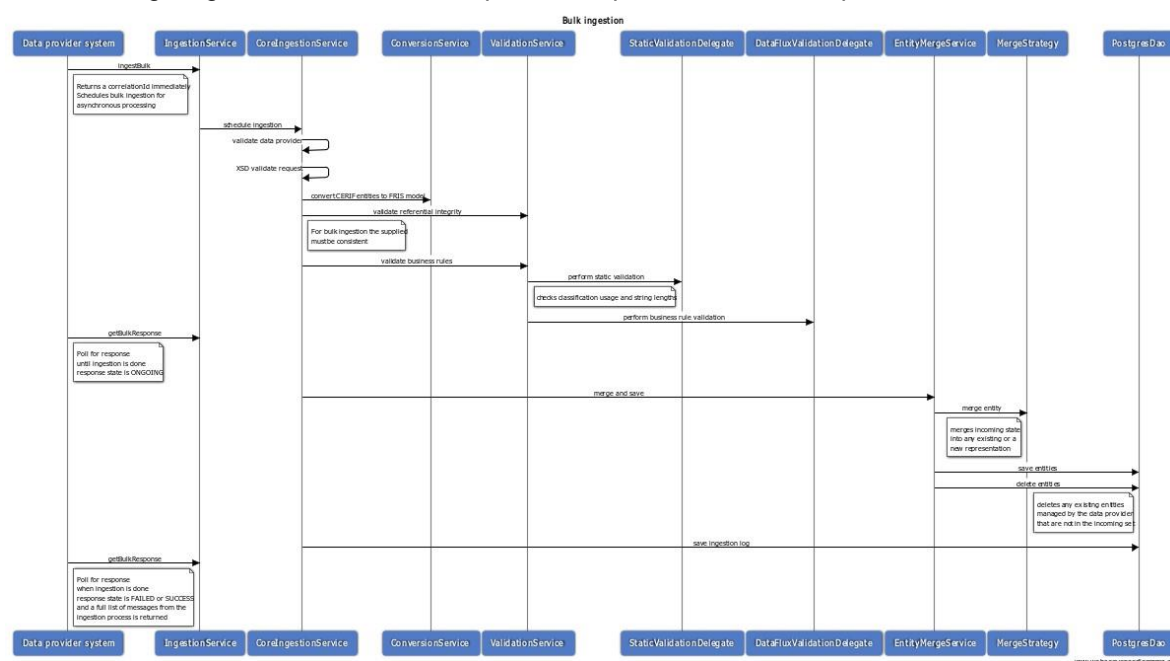 Bulk ingestion
Data provider system
IngestionService
CoreIngestionService
ConversionService
ValidationService
StaticValidationDelegate
DataFluxValidationDelegate
EntityMergeService
MergeStrategy
PostgresDao
ingestBulk
Returns a correlationId immediately
Schedules bulk ingestion for
asynchronous processing
schedule ingestion
validate data provider
XSD validate request
convert CERIF entities to FRIS model
validate referential integrity
For bulk ingestion the supplied
must be consistent
validate business rules
perform static validation
checks classification usage and string lengths
perform business rule validation
getBulkResponse
Poll for response
until ingestion is done
response state is ONGOING
merge and save
merge entity
merges incoming state
into any existing or a
new representation
save entities
delete entities
deletes any existing entities
managed by the data provider
that are not in the incoming set
save ingestion log
getBulkResponse
Poll for response
when ingestion is done
response state is FAILED or SUCCESS
and a full list of messages from the
ingestion process is returned
Data provider system
IngestionService
CoreIngestionService
ConversionService
ValidationService
StaticValidationDelegate
DataFluxValidationDelegate
EntityMergeService
MergeStrategy
PostgresDao